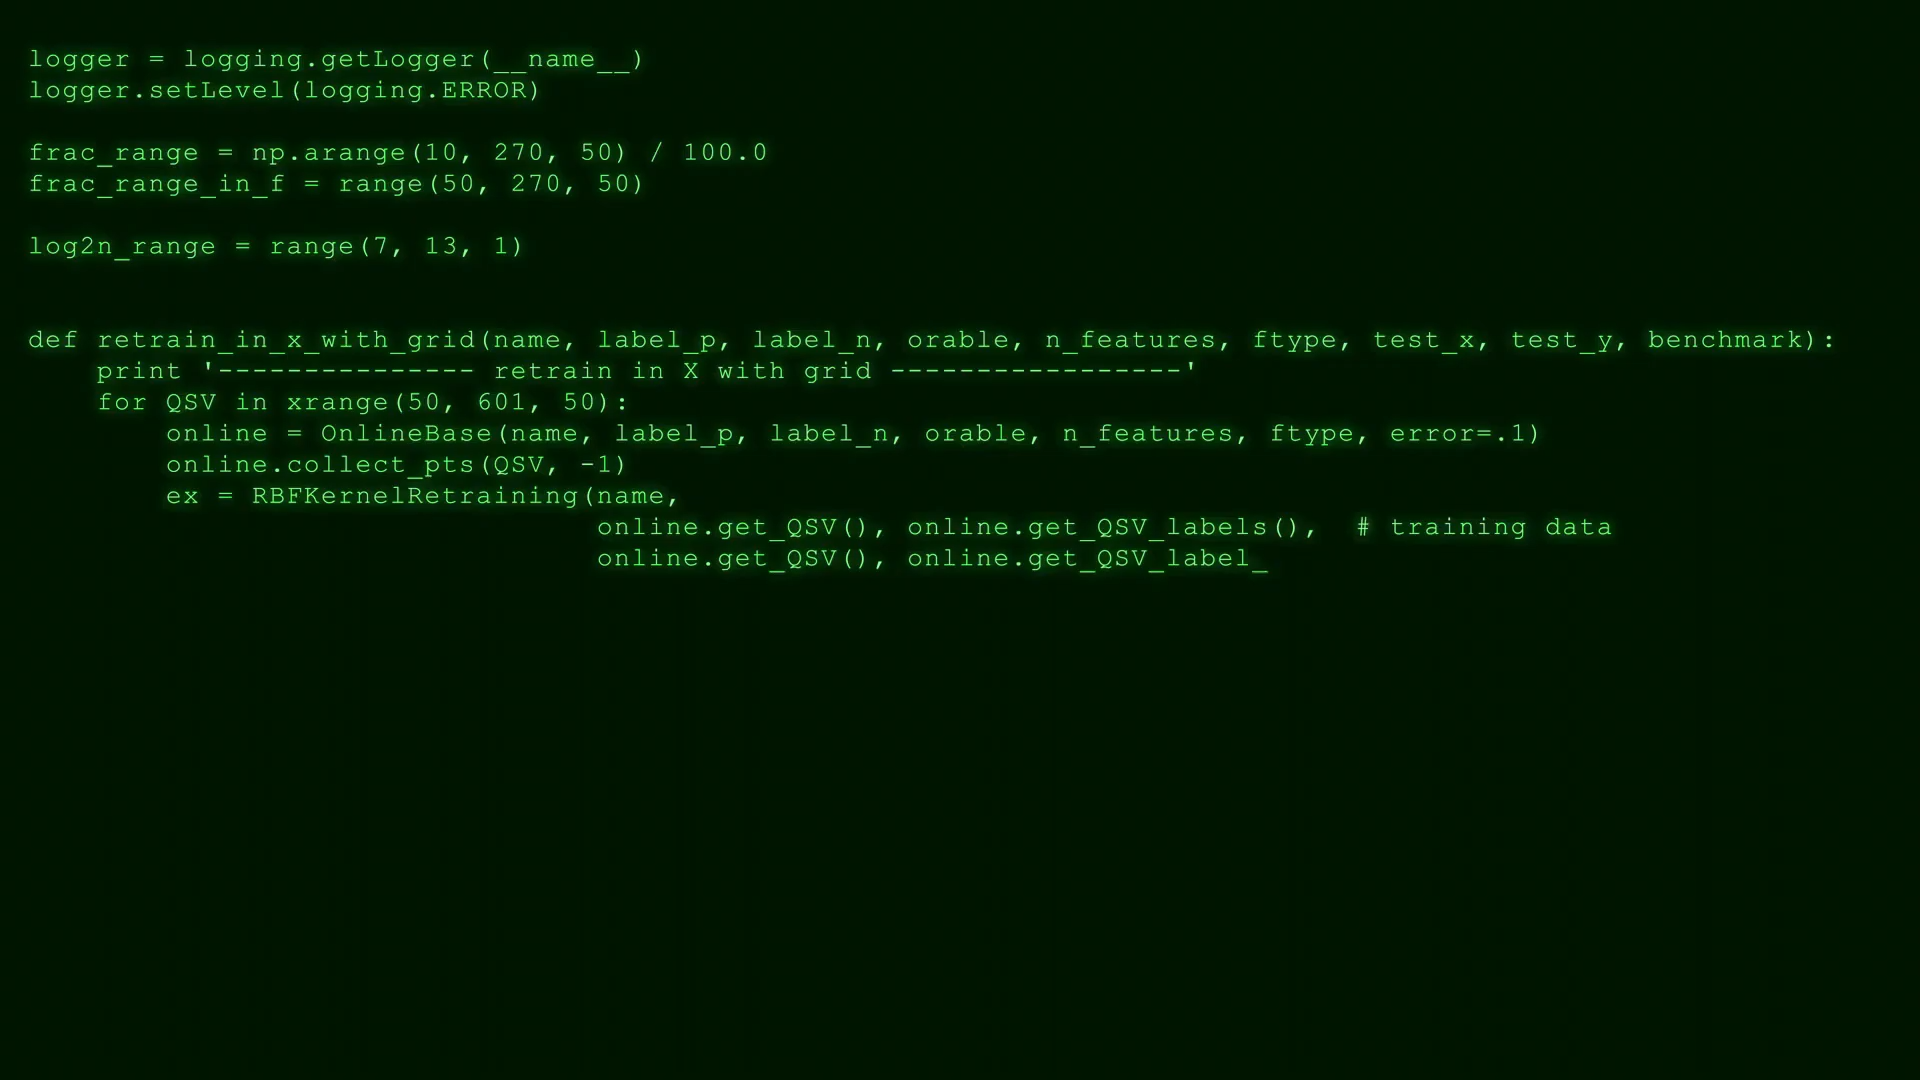 logger = logging.getLogger(__name__)
logger.setLevel(logging.ERROR)

frac_range = np.arange(10, 270, 50) / 100.0
frac_range_in_f = range(50, 270, 50)

log2n_range = range(7, 13, 1)


def retrain_in_x_with_grid(name, label_p, label_n, orable, n_features, ftype, test_x, test_y, benchmark):
    print '--------------- retrain in X with grid -----------------'
    for QSV in xrange(50, 601, 50):
        online = OnlineBase(name, label_p, label_n, orable, n_features, ftype, error=.1)
        online.collect_pts(QSV, -1)
        ex = RBFKernelRetraining(name,
                                 online.get_QSV(), online.get_QSV_labels(),  # training data
                                 online.get_QSV(), online.get_QSV_label_